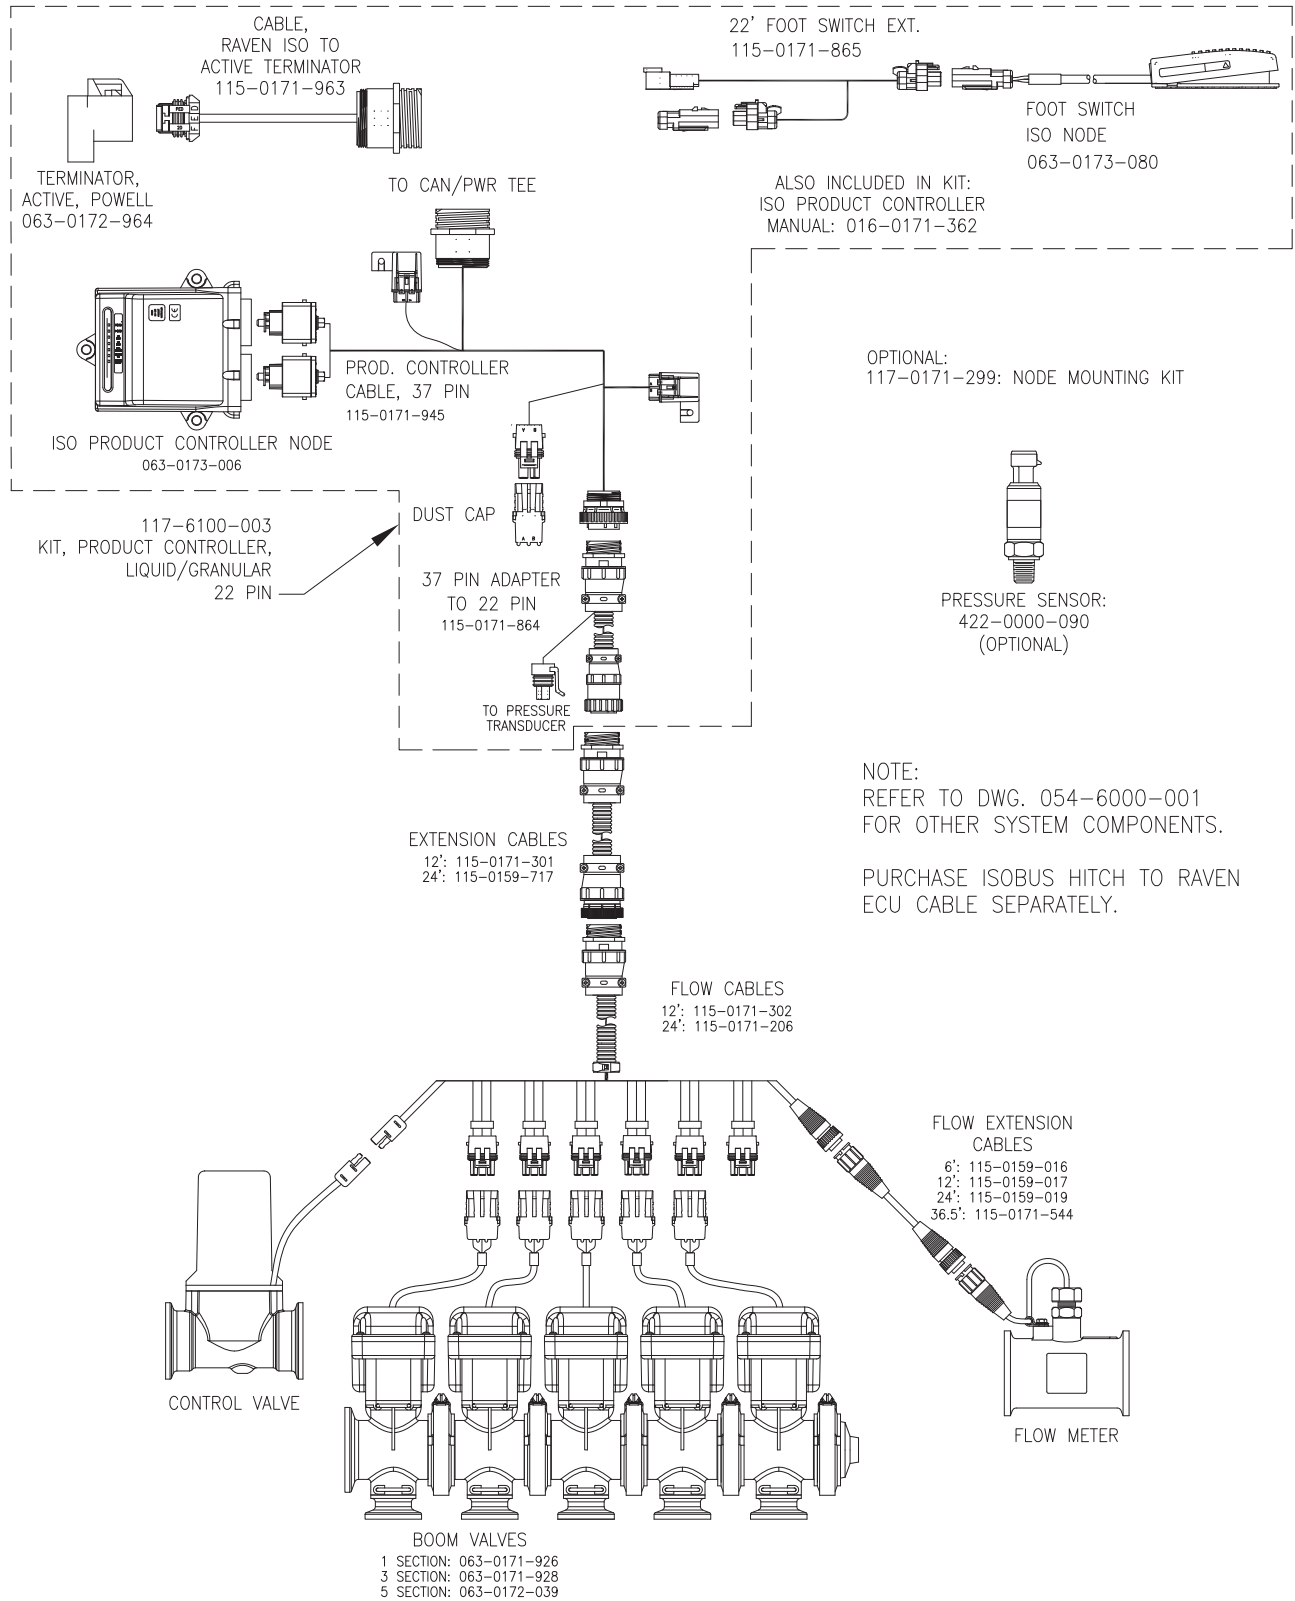 CABLE,
RAVEN ISO TO
ACTIVE TERMINATOR
115-0171-963
22' FOOT SWITCH EXT.
115-0171-865
FED
20
FED
FOOT SWITCH
ISO NODE
063-0173-080
TERMINATOR,
ACTIVE, POWELL
063-0172-964
TO CAN/PWR TEE
ALSO INCLUDED IN KIT:
ISO PRODUCT CONTROLLER
MANUAL: 016-0171-362
CE
PROD. CONTROLLER
CABLE, 37 PIN
115-0171-945
OPTIONAL:
117-0171-299: NODE MOUNTING KIT
ISO PRODUCT CONTROLLER NODE
063-0173-006
DUST CAP
A B
117-6100-003
KIT, PRODUCT CONTROLLER,
LIQUID/GRANULAR
22 PIN
37 PIN ADAPTER
TO 22 PIN
115-0171-864
PRESSURE SENSOR:
422-0000-090
(OPTIONAL)
TO PRESSURE
TRANSDUCER
NOTE:
REFER TO DWG. 054-6000-001
FOR OTHER SYSTEM COMPONENTS.
PURCHASE ISOBUS HITCH TO RAVEN
ECU CABLE SEPARATELY.
EXTENSION CABLES
12': 115-0171-301
24': 115-0159-717
FLOW CABLES
12': 115-0171-302
24': 115-0171-206
FLOW EXTENSION
CABLES
6': 115-0159-016
12': 115-0159-017
24': 115-0159-019
36.5': 115-0171-544
CONTROL VALVE
FLOW METER
BOOM VALVES
1 SECTION: 063-0171-926
3 SECTION: 063-0171-928
5 SECTION: 063-0172-039